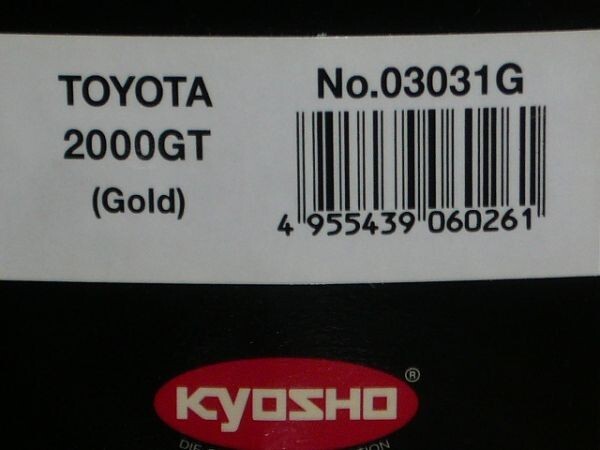 TOYOTA
2000GT
(Gold)
No.03031G
4 955439 060261
KYOSHO ®